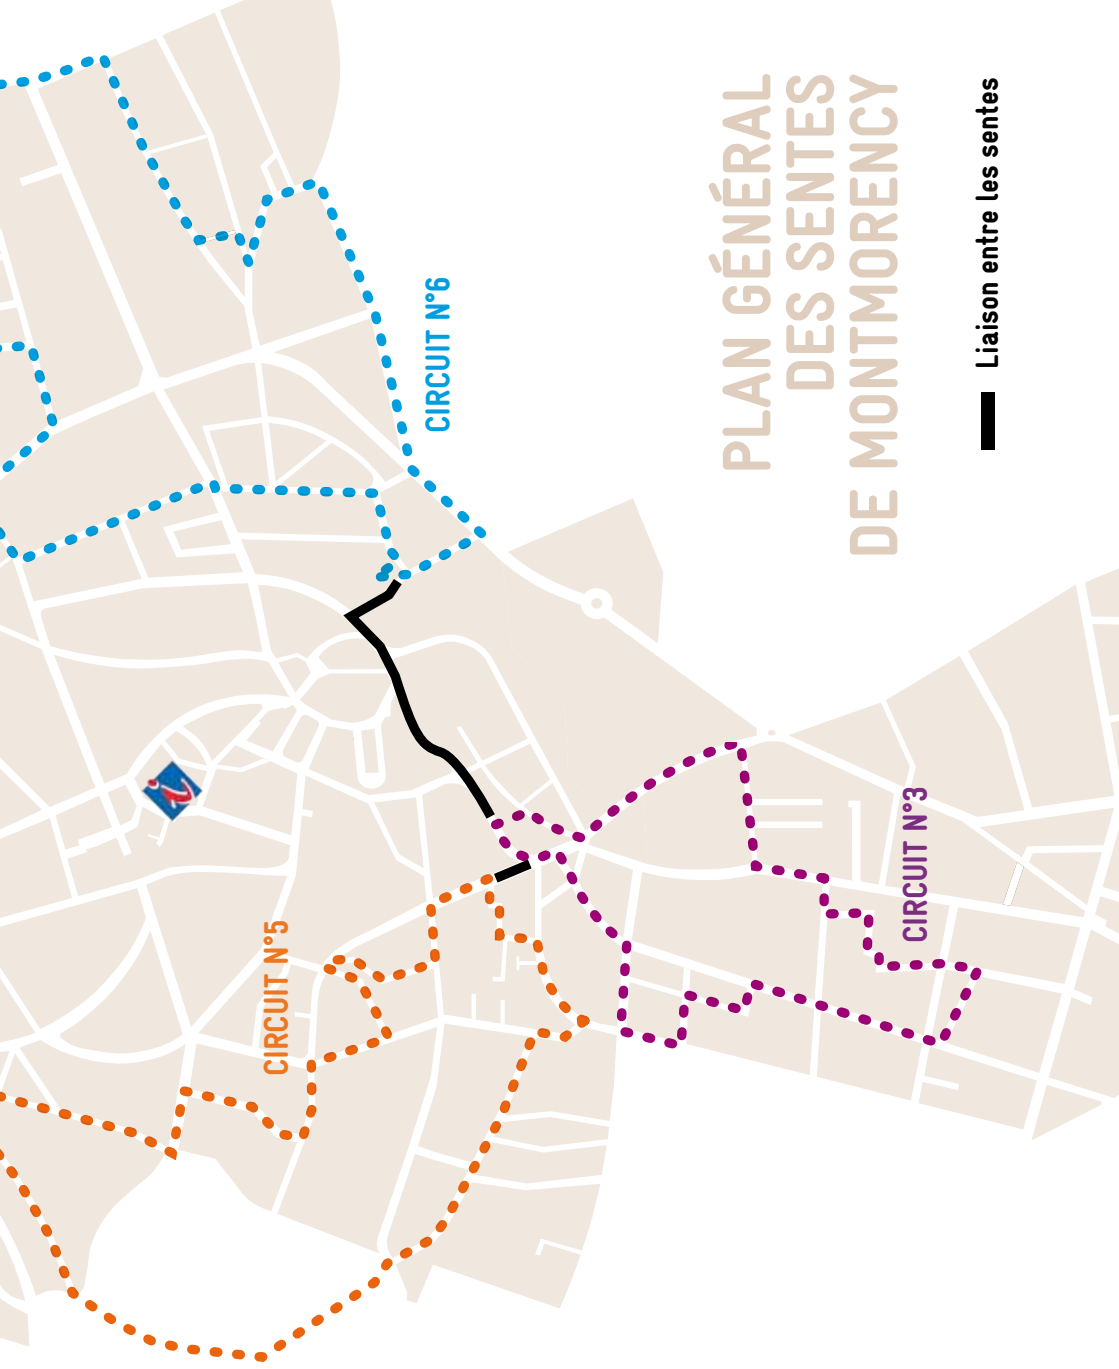 PLAN GÉNÉRAL
DES SENTES
DE MONTMORENCY
Liaison entre les sentes
CIRCUIT N°6
CIRCUIT N°3
CIRCUIT N°5
i